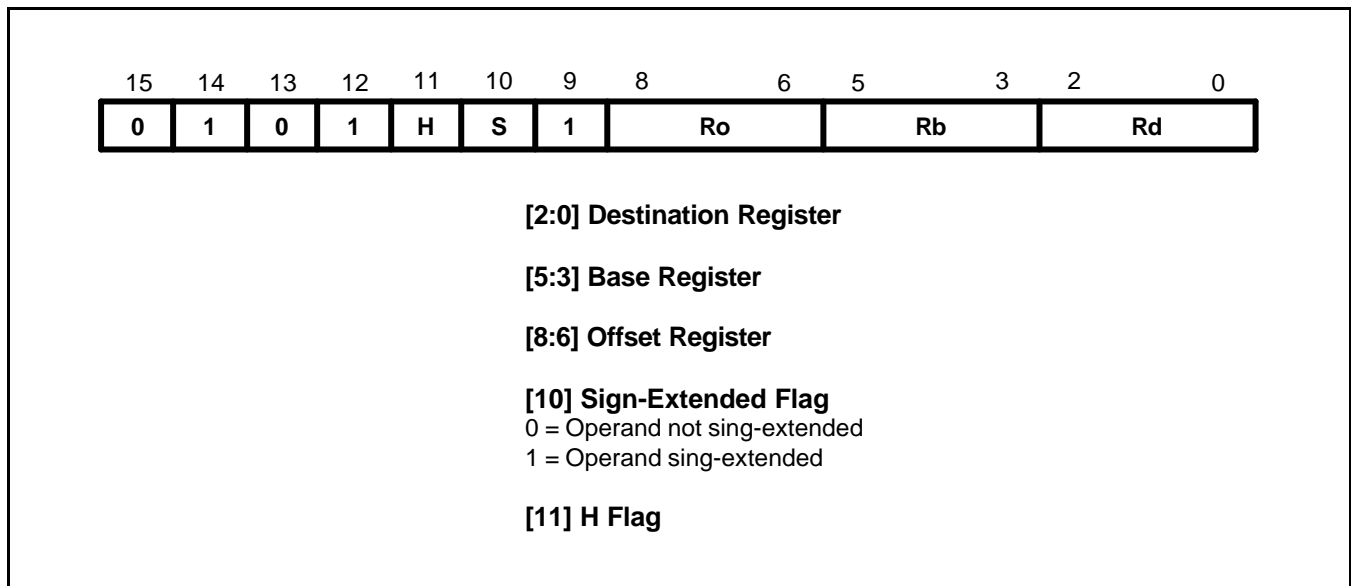 15 14 13 12 11 10 9 8 6 5 3 2 0
0 1 0 1 H S 1 Ro Rb Rd
[2:0] Destination Register
[5:3] Base Register
[8:6] Offset Register
[10] Sign-Extended Flag
0 = Operand not sing-extended
1 = Operand sing-extended
[11] H Flag